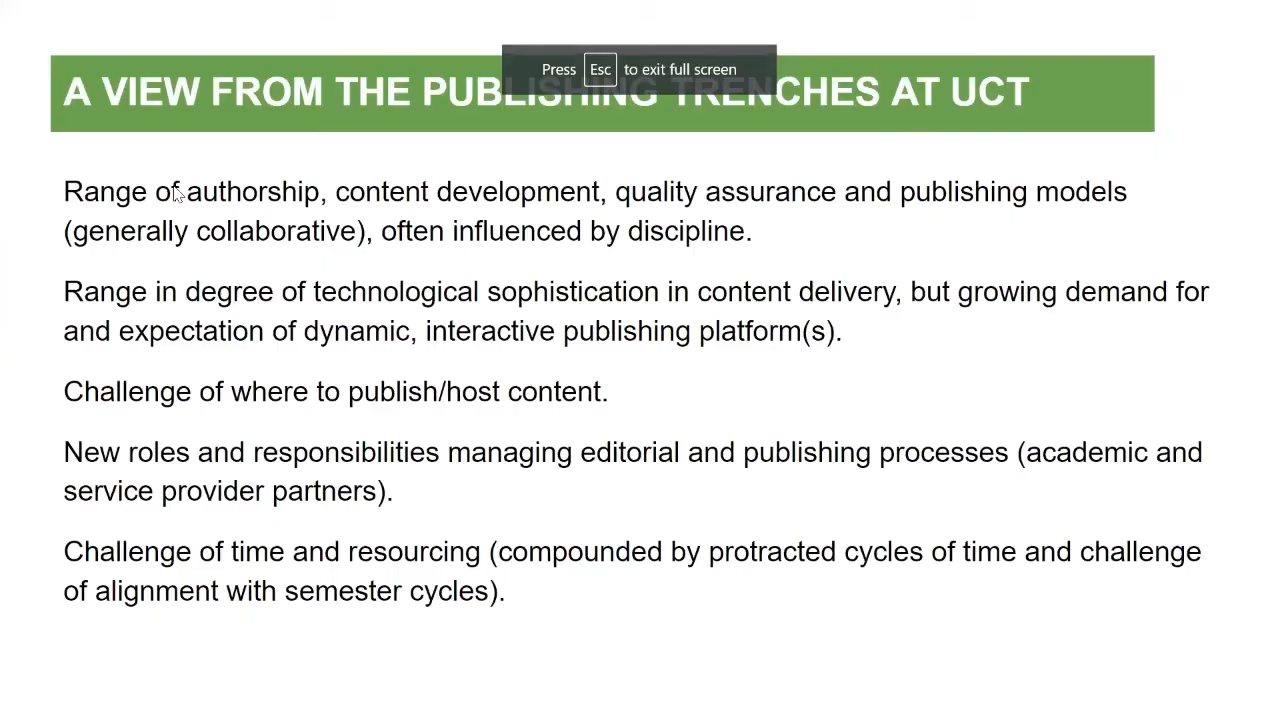 Press Esc to exit full screen
A VIEW FROM THE PUBLISHING TRENCHES AT UCT
Range of authorship, content development, quality assurance and publishing models
(generally collaborative), often influenced by discipline.
Range in degree of technological sophistication in content delivery, but growing demand for
and expectation of dynamic, interactive publishing platform(s).
Challenge of where to publish/host content.
New roles and responsibilities managing editorial and publishing processes (academic and
service provider partners).
Challenge of time and resourcing (compounded by protracted cycles of time and challenge
of alignment with semester cycles).